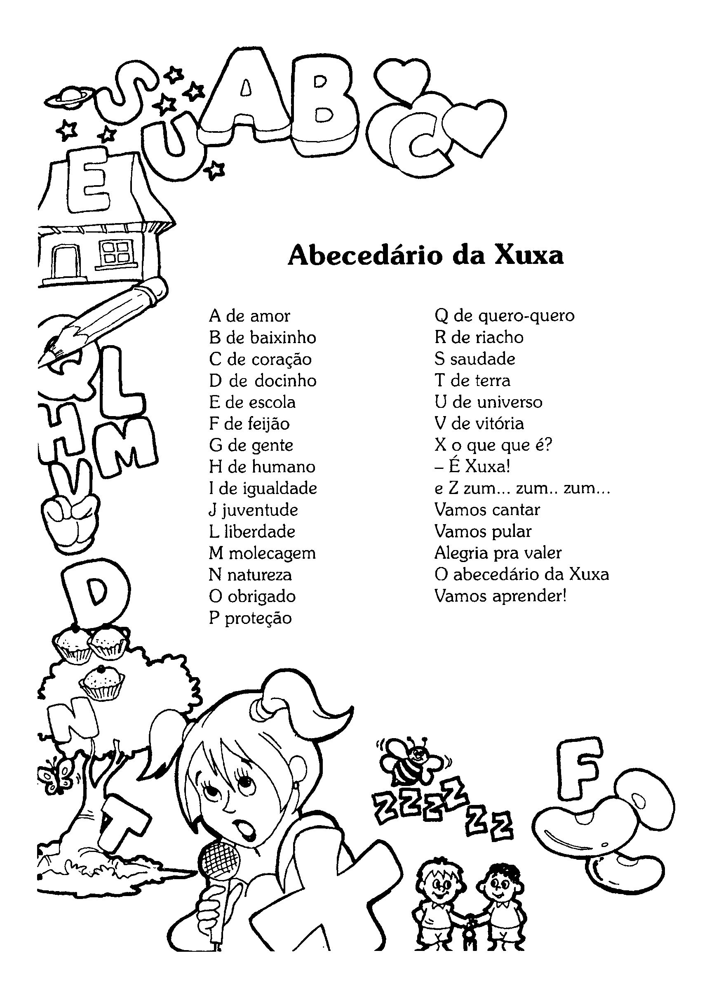 S
U
A B C
E
Abecedário da Xuxa
A de amor
B de baixinho
C de coração
D de docinho
E de escola
F de feijão
G de gente
H de humano
I de igualdade
J juventude
L liberdade
M molecagem
N natureza
O obrigado
P proteção
Q de quero-quero
R de riacho
S saudade
T de terra
U de universo
V de vitória
X o que que é?
– É Xuxa!
e Z zum... zum.. zum...
Vamos cantar
Vamos pular
Alegria pra valer
O abecedário da Xuxa
Vamos aprender!
Q
L
H
M
V
D
N
T
X
Z Z Z Z Z Z
F